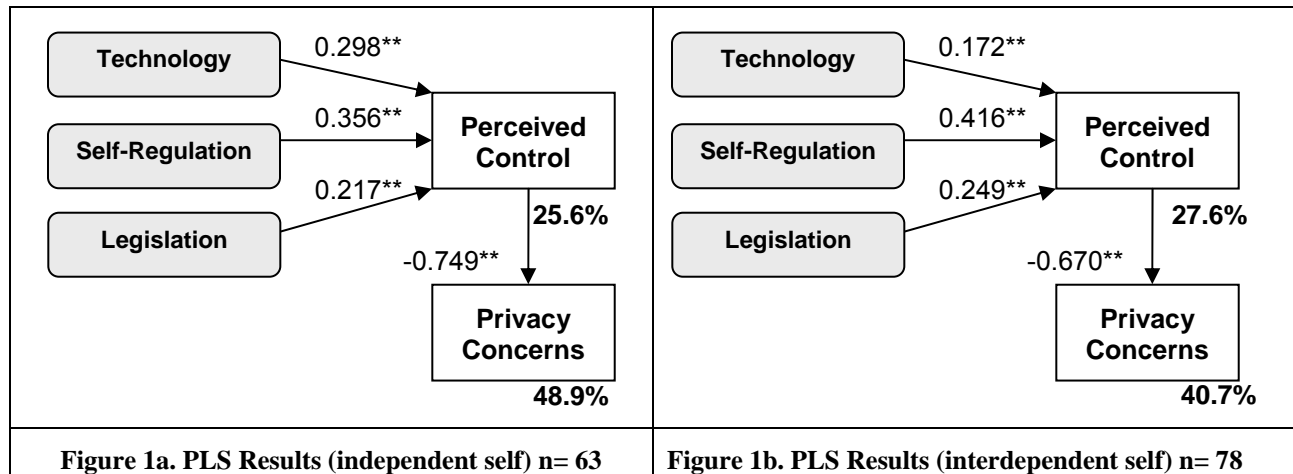 Technology
0.298**
Self-Regulation
0.356**
Perceived
Control
Legislation
0.217**
25.6%
-0.749**
Privacy
Concerns
48.9%
Figure 1a. PLS Results (independent self) n= 63
Technology
0.172**
Self-Regulation
0.416**
Perceived
Control
Legislation
0.249**
27.6%
-0.670**
Privacy
Concerns
40.7%
Figure 1b. PLS Results (interdependent self) n= 78